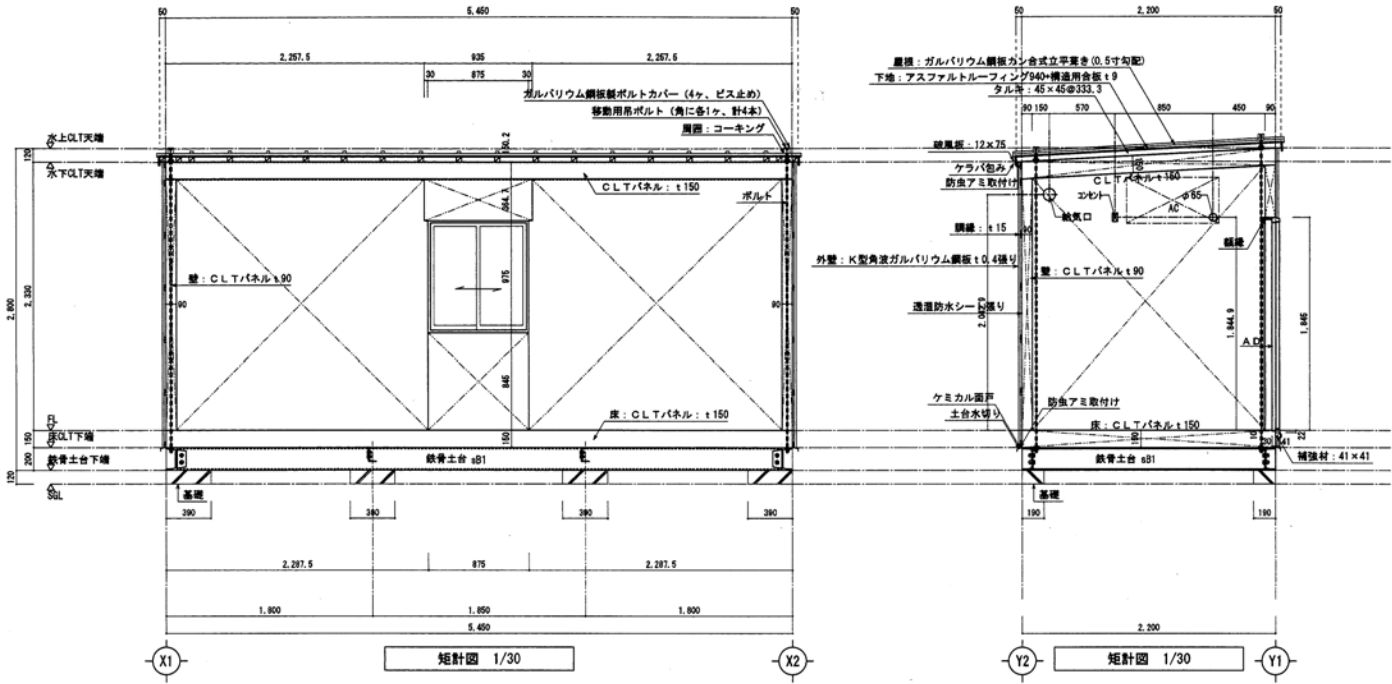 50
5,450
50
2,257.5
935
2,257.5
30
875
30
ガルバリウム鋼板製ボルトカバー (4ヶ、ビス止め)
移動用吊ボルト (角に各1ヶ、計4本)
周囲：コーキング
水上CLT天端
水下CLT天端
120
2,800
2,330
150
200
120
CLTパネル：t150
ボルト
壁：CLTパネル t90
90
975
90
845
床：CLTパネル：t150
150
FL
床CLT下端
鉄骨土台下端
SGL
鉄骨土台 sB1
基礎
390
380
380
390
2,287.5
875
2,287.5
1,800
1,850
1,800
5,450
X1
X2
矩計図 1/30
50
2,200
50
屋根：ガルバリウム鋼板カン合式立平葺き(0.5寸勾配)
下地：アスファルトルーフィング940+構造用合板 t9
タルキ：45×45@333.3
90
150
570
850
450
90
破風板：12×75
ケラバ包み
防虫アミ取付け
CLTパネル t150
コンセント
φ65
AC
給気口
胴縁：t15
90
額縁
外壁：K型角波ガルバリウム鋼板 t0.4張り
壁：CLTパネル t90
透湿防水シート張り
2,042.9
1,844.9
1,845
AD
ケミカル面戸
土台水切り
防虫アミ取付け
床：CLTパネル t150
10
30
41
22
鉄骨土台 sB1
補強材：41×41
基礎
190
190
2,200
Y2
Y1
矩計図 1/30